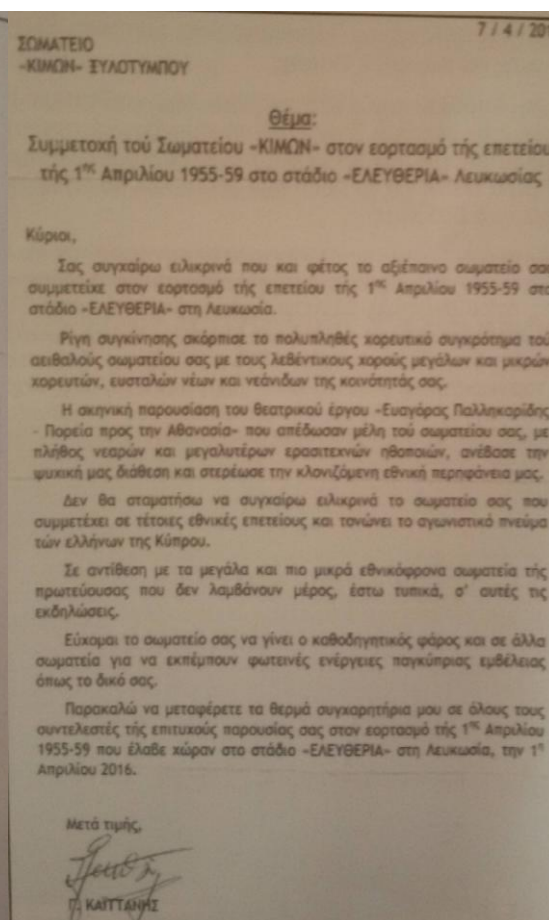 7 / 4 / 201
ΣΩΜΑΤΕΙΟ
«ΚΙΜΩΝ» ΞΥΛΟΤΥΜΠΟΥ
Θέμα:
Συμμετοχή τού Σωματείου «ΚΙΜΩΝ» στον εορτασμό τής επετείου
τής 1ης Απριλίου 1955-59 στο στάδιο «ΕΛΕΥΘΕΡΙΑ» Λευκωσίας
Κύριοι,
Σας συγχαίρω ειλικρινά που και φέτος το αξιέπαινο σωματείο σας
συμμετείχε στον εορτασμό τής επετείου τής 1ης Απριλίου 1955-59 στο
στάδιο «ΕΛΕΥΘΕΡΙΑ» στη Λευκωσία.
Ρίγη συγκίνησης σκόρπισε το πολυπληθές χορευτικό συγκρότημα τού
αειθαλούς σωματείου σας με τους λεβέντικους χορούς μεγάλων και μικρών
χορευτών, ευσταλών νέων και νεάνιδων της κοινότητάς σας.
Η σκηνική παρουσίαση του θεατρικού έργου «Ευαγόρας Παλληκαρίδης
- Πορεία προς την Αθανασία» που απέδωσαν μέλη τού σωματείου σας, με
πλήθος νεαρών και μεγαλυτέρων ερασιτεχνών ηθοποιών, ανέβασε την
ψυχική μας διάθεση και στερέωσε την κλονιζόμενη εθνική περηφάνεια μας.
Δεν θα σταματήσω να συγχαίρω ειλικρινά το σωματείο σας που
συμμετέχει σε τέτοιες εθνικές επετείους και τονώνει το αγωνιστικό πνεύμα
τών ελλήνων της Κύπρου.
Σε αντίθεση με τα μεγάλα και πιο μικρά εθνικόφρονα σωματεία τής
πρωτεύουσας που δεν λαμβάνουν μέρος, έστω τυπικά, σ' αυτές τις
εκδηλώσεις.
Εύχομαι το σωματείο σας να γίνει ο καθοδηγητικός φάρος και σε άλλα
σωματεία για να εκπέμπουν φωτεινές ενέργειες παγκύπριας εμβέλειας
όπως το δικό σας.
Παρακαλώ να μεταφέρετε τα θερμά συγχαρητήρια μου σε όλους τους
συντελεστές τής επιτυχούς παρουσίας σας στον εορτασμό τής 1ης Απριλίου
1955-59 που έλαβε χώραν στο στάδιο «ΕΛΕΥΘΕΡΙΑ» στη Λευκωσία, την 1η
Απριλίου 2016.
Μετά τιμής,
Γ. ΚΑΪΤΤΑΝΗΣ